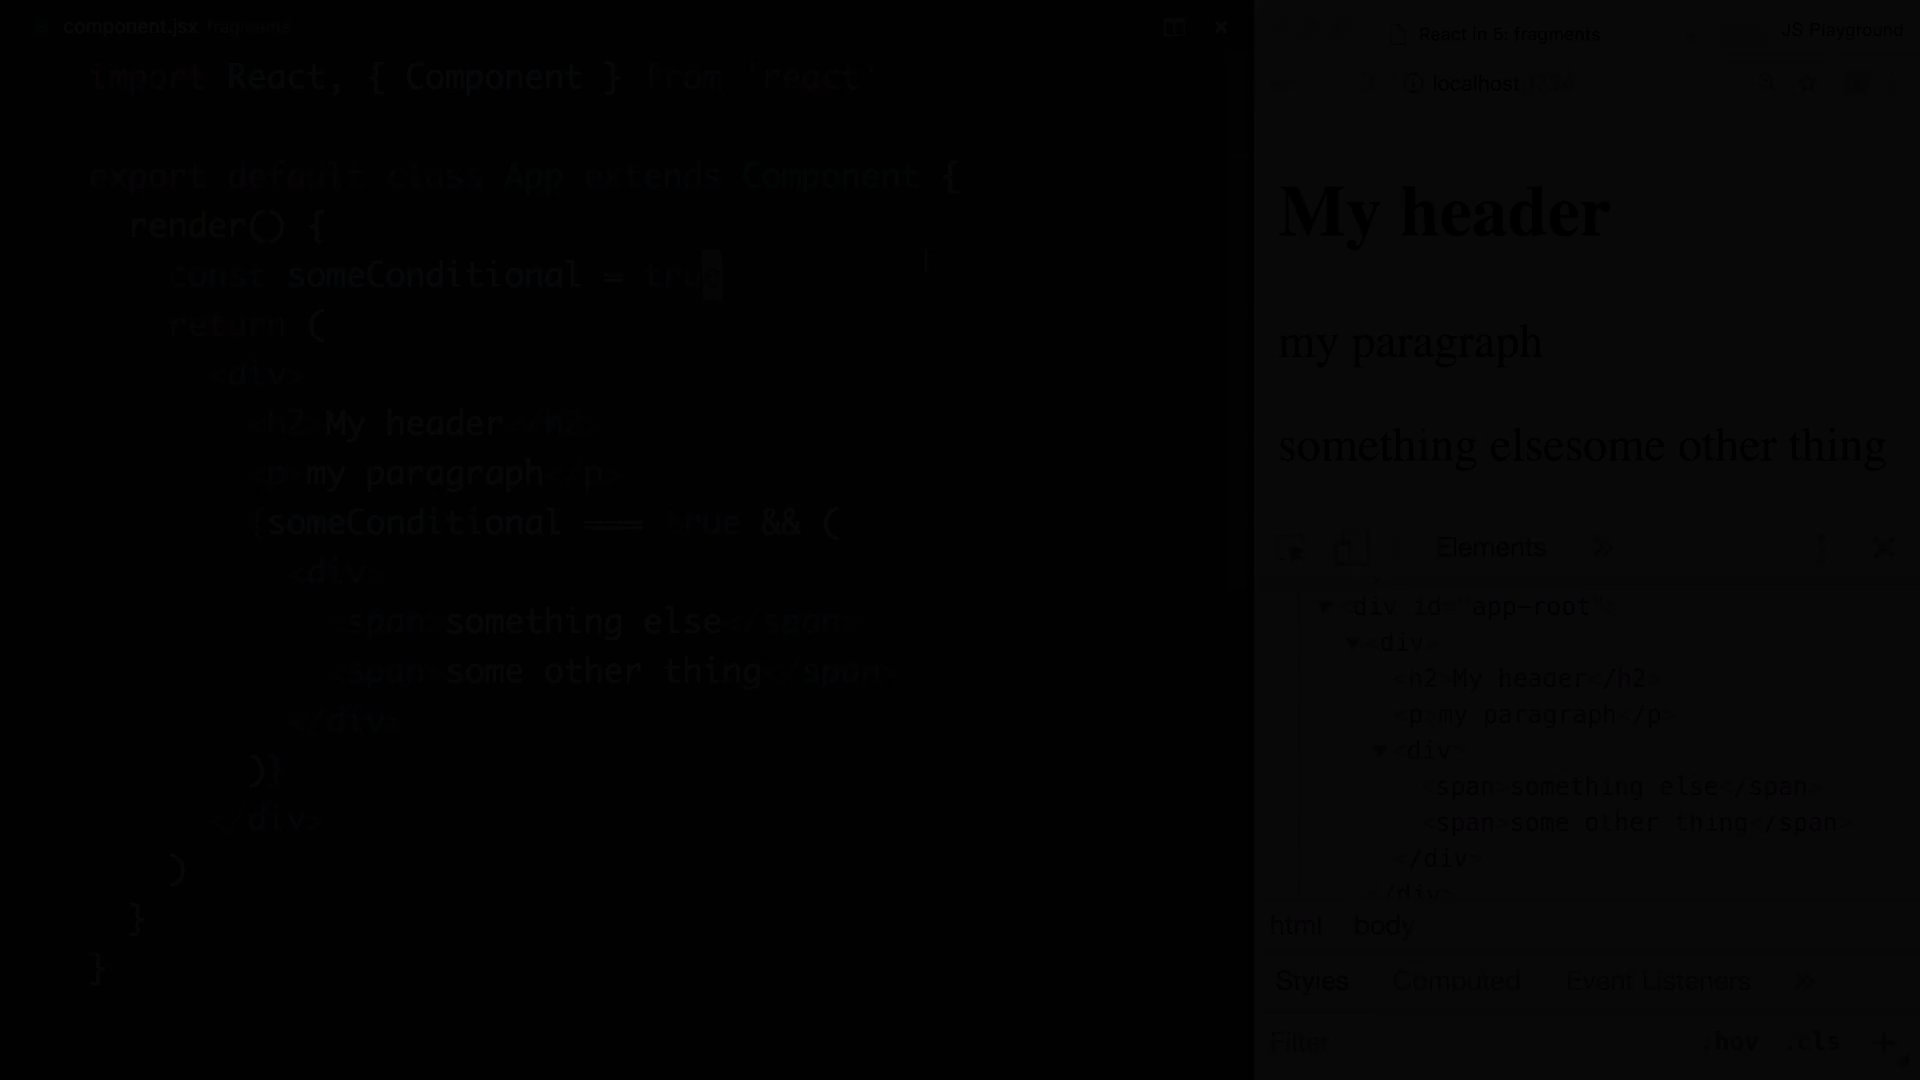 component.jsx fragments
import React, { Component } from 'react'
export default class App extends Component {
render() {
const someConditional = true
return (
<div>
<h2>My header</h2>
<p>my paragraph</p>
{someConditional === true && (
<div>
<span>something else</span>
<span>some other thing</span>
</div>
)}
</div>
)
}
}
React in 5: fragments
JS Playground
localhost
My header
my paragraph
something elsesome other thing
Elements
<div id="app-root">
<div>
<h2>My header</h2>
<p>my paragraph</p>
<div>
<span>something else</span>
<span>some other thing</span>
</div>
</div>
html body
Styles Computed Event Listeners
Filter :hov .cls +